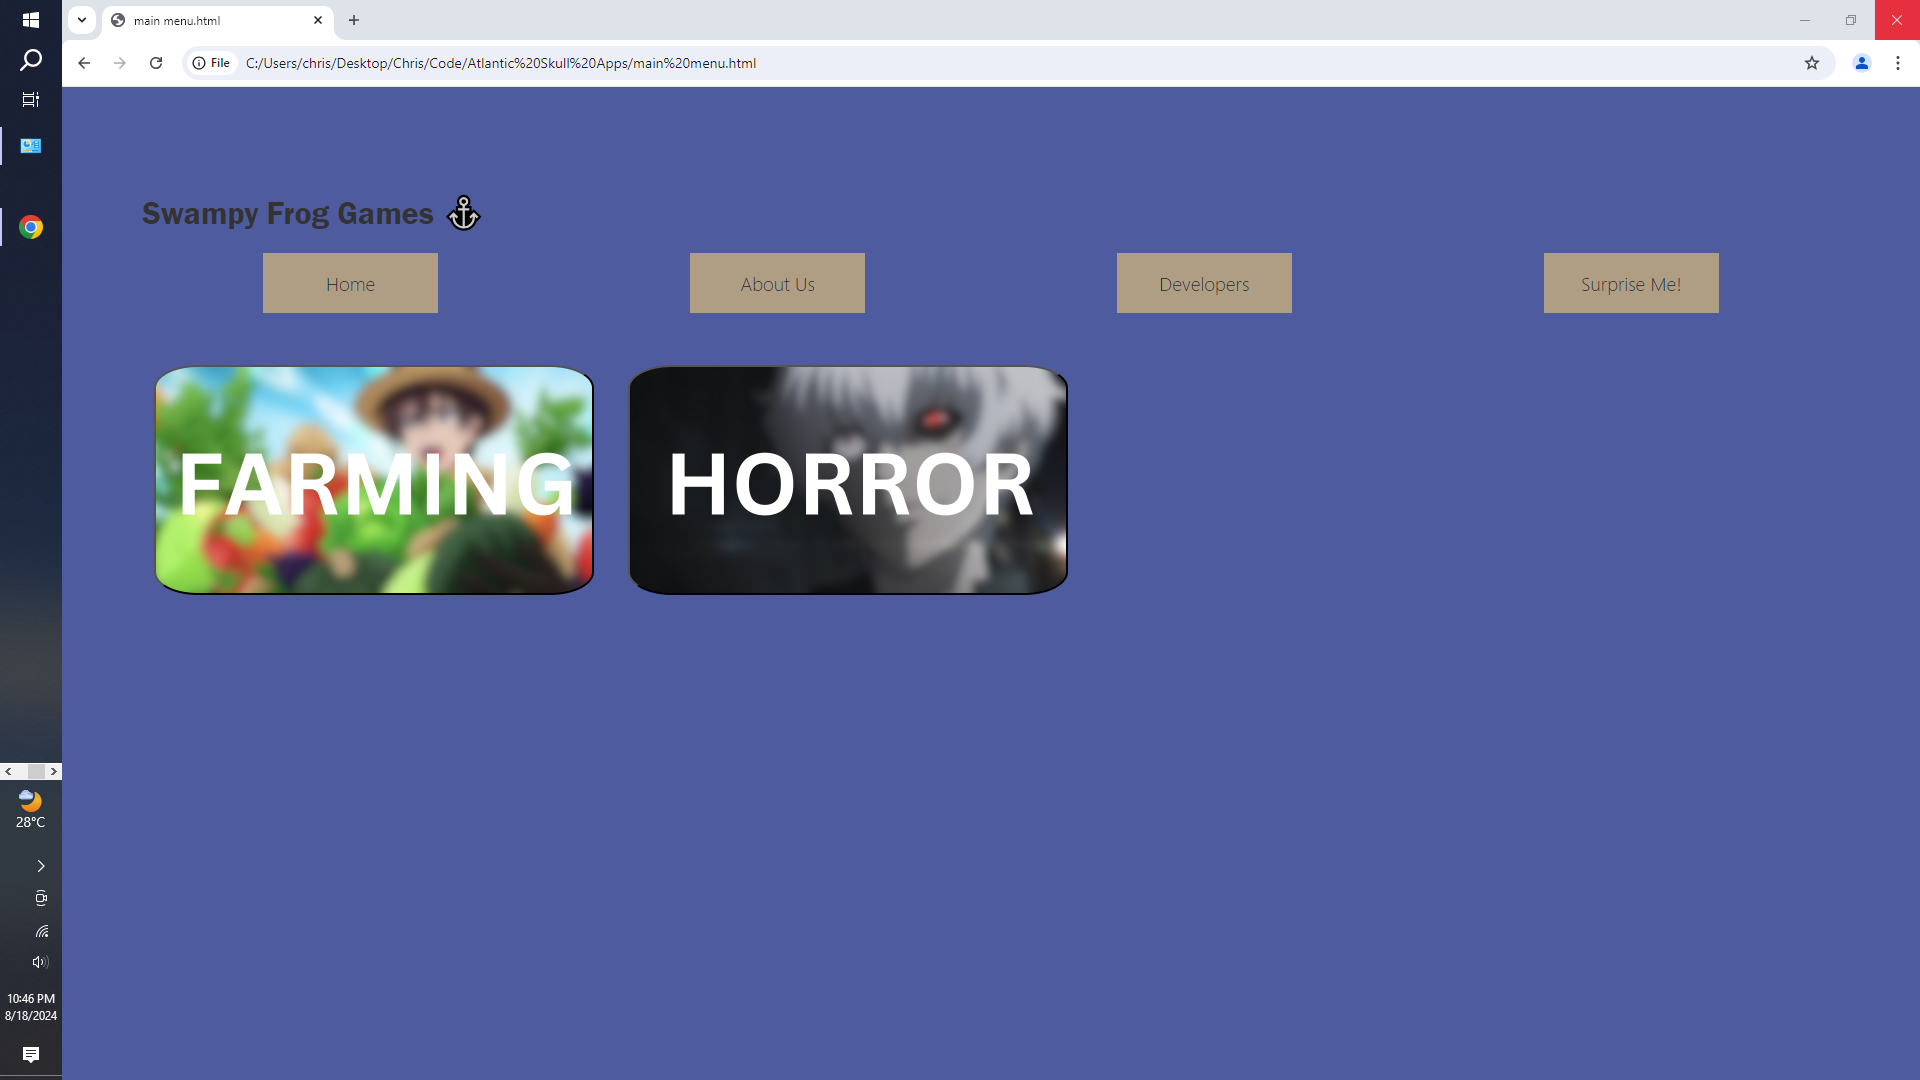 main menu.html
File
C:/Users/chris/Desktop/Chris/Code/Atlantic%20Skull%20Apps/main%20menu.html
Swampy Frog Games
Home
About Us
Developers
Surprise Me!
FARMING
HORROR
28°C
10:46 PM
8/18/2024